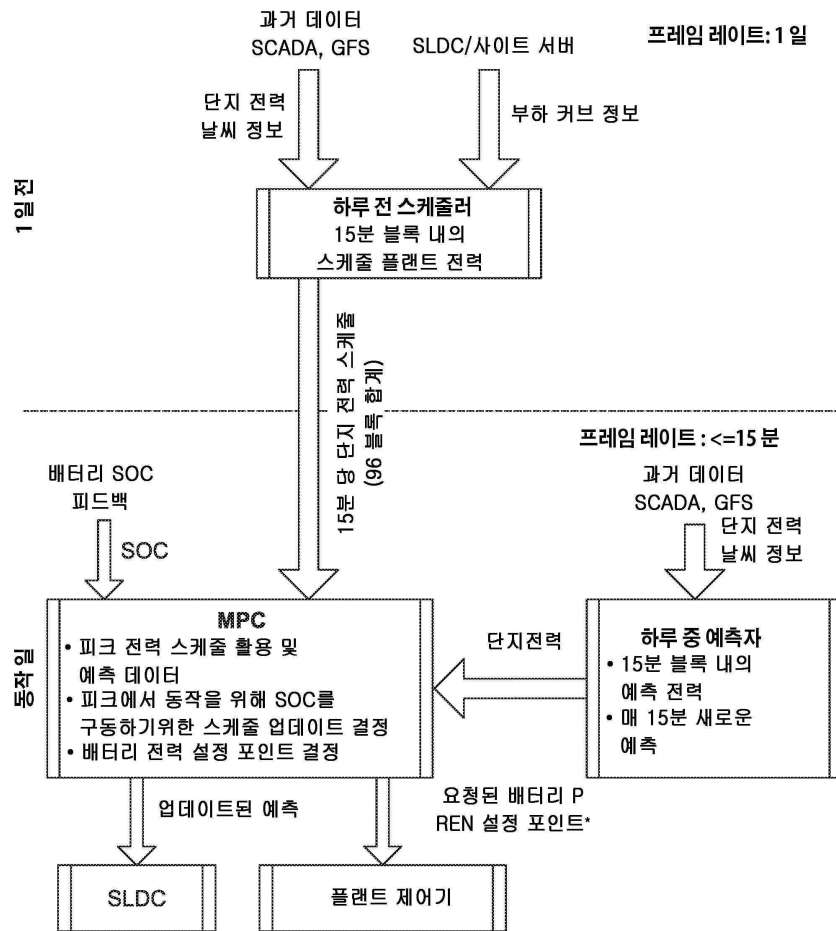 과거 데이터
SCADA, GFS
SLDC/사이트 서버
프레임 레이트: 1 일
단지 전력
날씨 정보
부하 커브 정보
1 일 전
하루 전 스케줄러
15분 블록 내의
스케줄 플랜트 전력
15분 당 단지 전력 스케줄
(96 블록 합계)
프레임 레이트 : <=15 분
배터리 SOC
피드백
과거 데이터
SCADA, GFS
SOC
단지 전력
날씨 정보
동작일
MPC
• 피크 전력 스케줄 활용 및
예측 데이터
• 피크에서 동작을 위해 SOC를
구동하기위한 스케줄 업데이트 결정
• 배터리 전력 설정 포인트 결정
단지전력
하루 중 예측자
• 15분 블록 내의
예측 전력
• 매 15분 새로운
예측
업데이트된 예측
요청된 배터리 P
REN 설정 포인트*
SLDC
플랜트 제어기